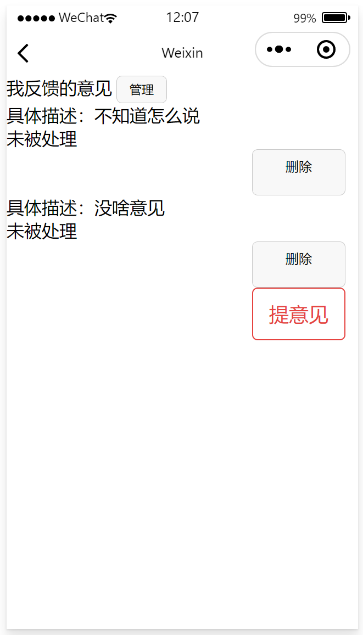 WeChat 12:07 99%
Weixin
我反馈的意见 管理
具体描述：不知道怎么说
未被处理
删除
具体描述：没啥意见
未被处理
删除
提意见